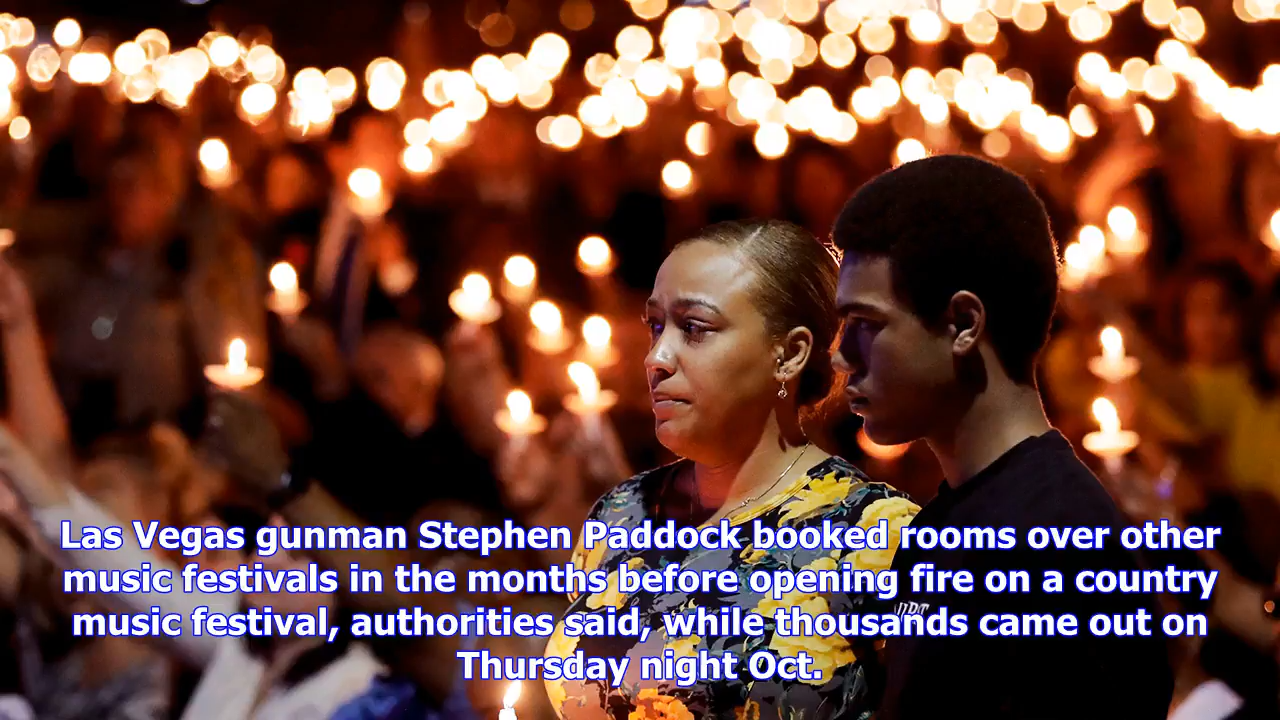 Las Vegas gunman Stephen Paddock booked rooms over other
music festivals in the months before opening fire on a country
music festival, authorities said, while thousands came out on
Thursday night Oct.